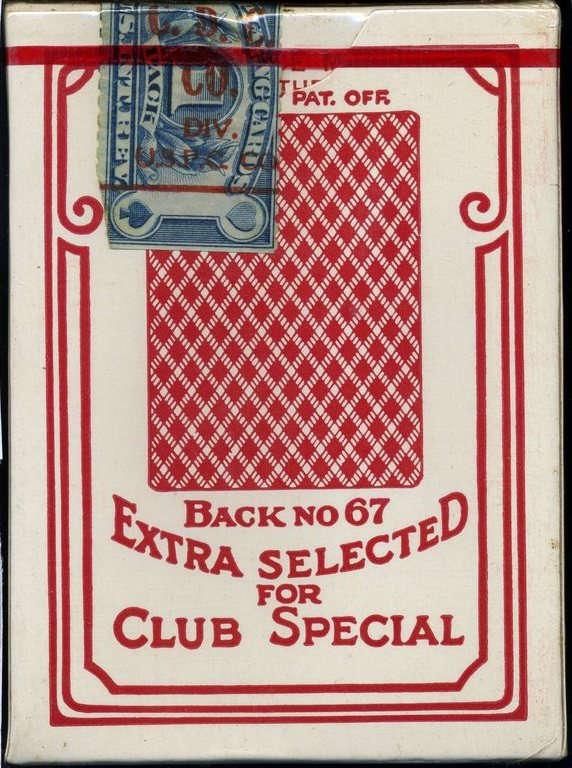 C. D.
CO.
DIV.
U.S.P.C. CO.
PAT. OFF.
BACK NO 67
EXTRA SELECTED
FOR
CLUB SPECIAL